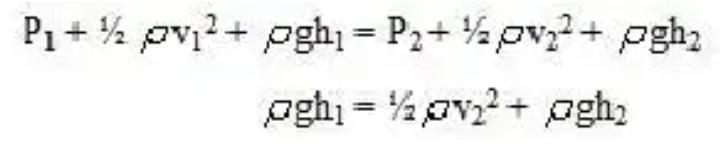 P₁ + ½ ρv₁² + ρgh₁ = P₂ + ½ ρv₂² + ρgh₂
ρgh₁ = ½ ρv₂² + ρgh₂